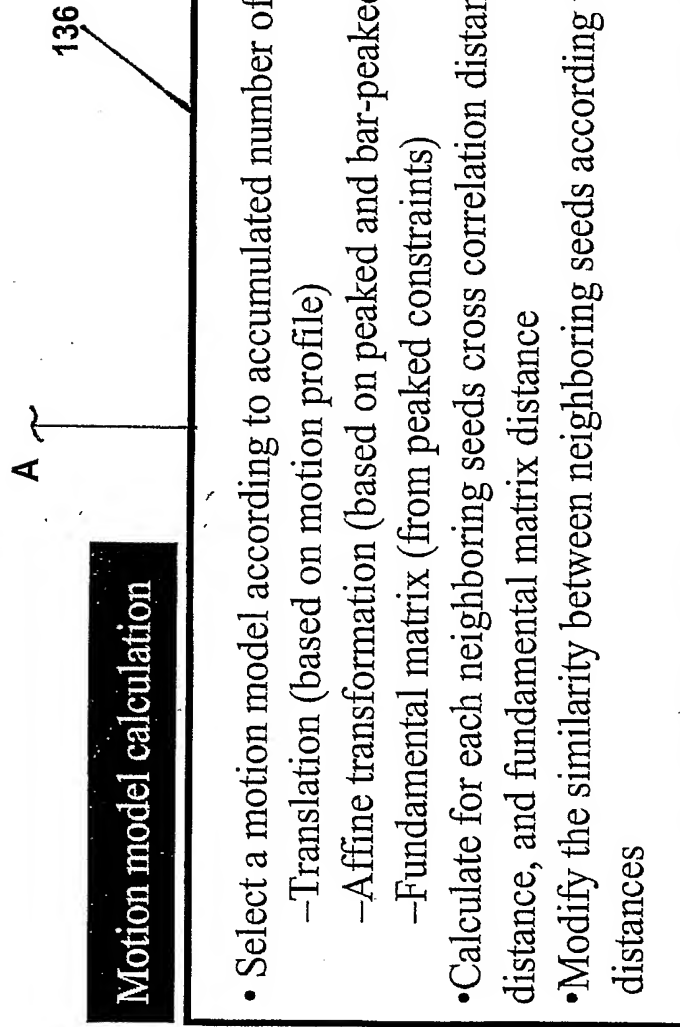 136
A
Motion model calculation
• Select a motion model according to accumulated number of
–Translation (based on motion profile)
–Affine transformation (based on peaked and bar-peaked
–Fundamental matrix (from peaked constraints)
•Calculate for each neighboring seeds cross correlation distan
distance, and fundamental matrix distance
•Modify the similarity between neighboring seeds according
distances